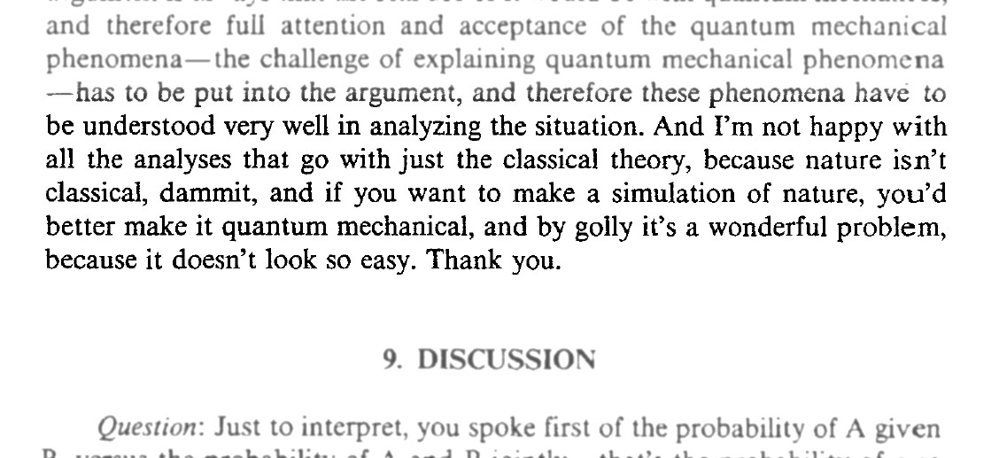 and therefore full attention and acceptance of the quantum mechanical
phenomena—the challenge of explaining quantum mechanical phenomena
—has to be put into the argument, and therefore these phenomena have to
be understood very well in analyzing the situation. And I'm not happy with
all the analyses that go with just the classical theory, because nature isn't
classical, dammit, and if you want to make a simulation of nature, you'd
better make it quantum mechanical, and by golly it's a wonderful problem,
because it doesn't look so easy. Thank you.
9. DISCUSSION
Question: Just to interpret, you spoke first of the probability of A given